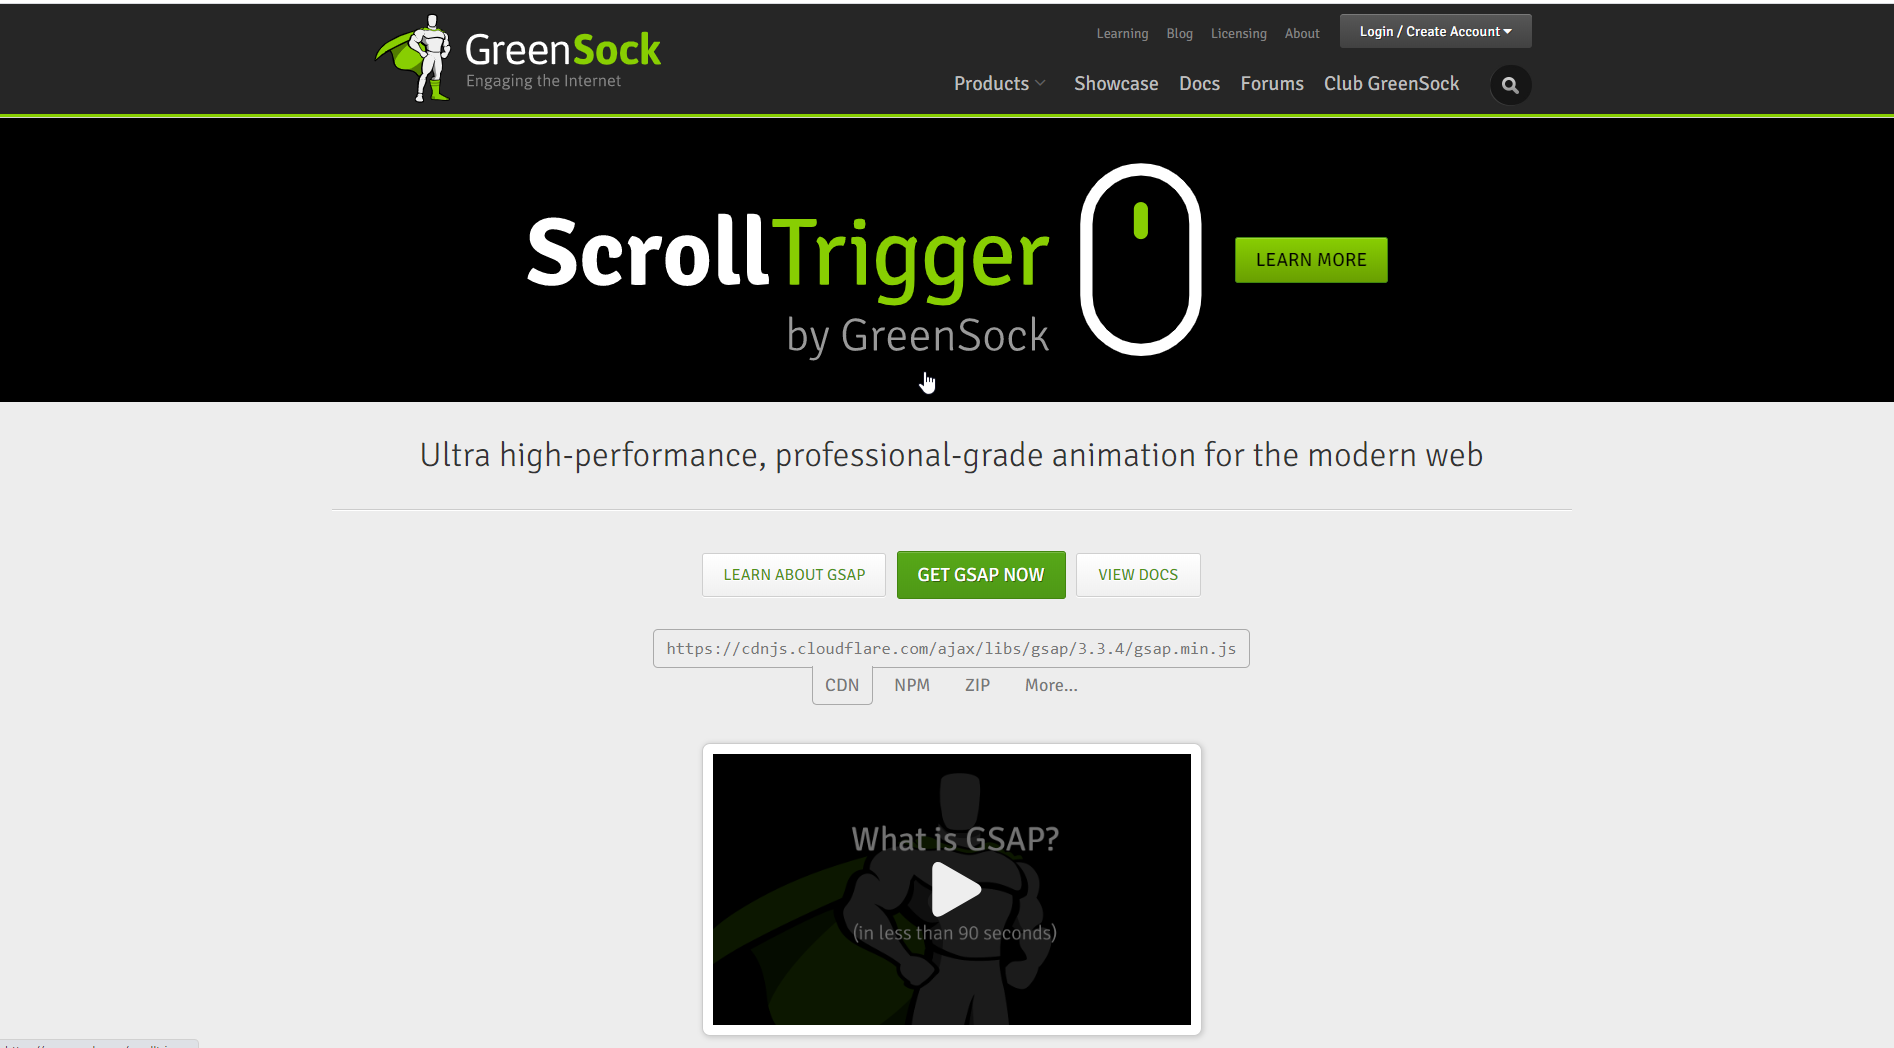 GreenSock
Engaging the Internet
Learning Blog Licensing About Login / Create Account
Products Showcase Docs Forums Club GreenSock
ScrollTrigger
by GreenSock
LEARN MORE
Ultra high-performance, professional-grade animation for the modern web
LEARN ABOUT GSAP GET GSAP NOW VIEW DOCS
https://cdnjs.cloudflare.com/ajax/libs/gsap/3.3.4/gsap.min.js
CDN NPM ZIP More...
What is GSAP?
(in less than 90 seconds)